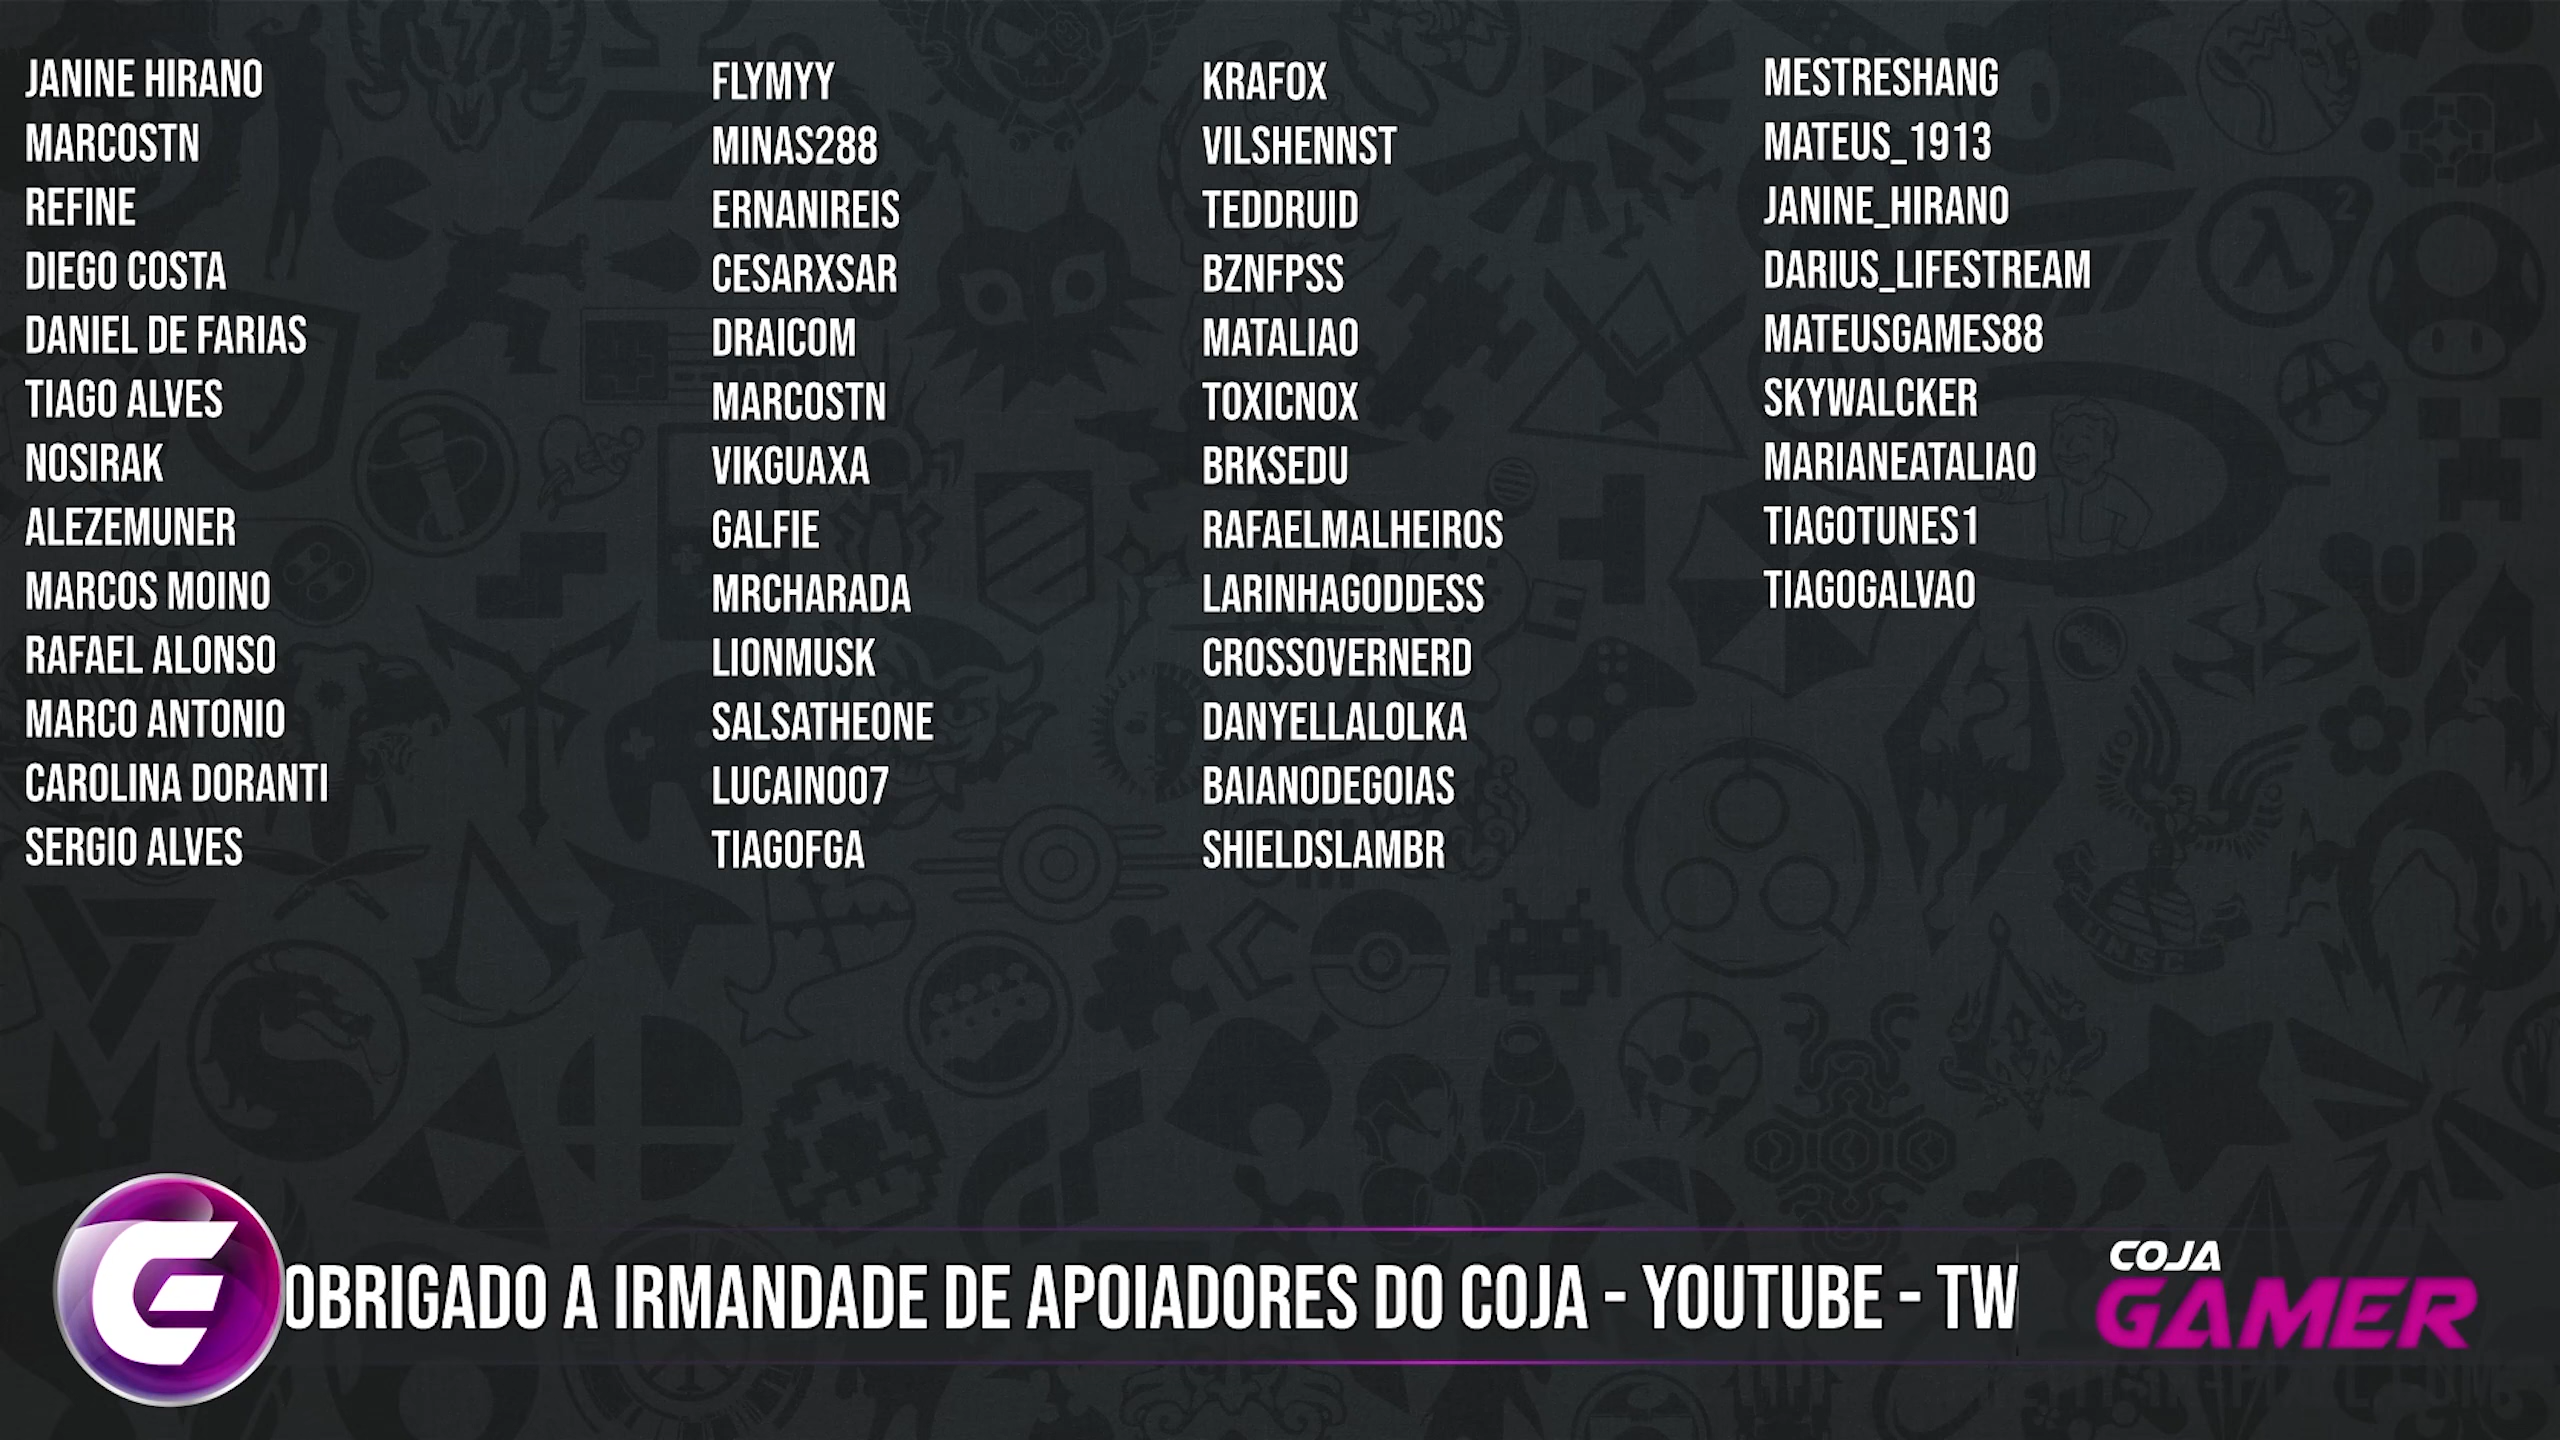 JANINE HIRANO
MARCOSTN
REFINE
DIEGO COSTA
DANIEL DE FARIAS
TIAGO ALVES
NOSIRAK
ALEZEMUNER
MARCOS MOINO
RAFAEL ALONSO
MARCO ANTONIO
CAROLINA DORANTI
SERGIO ALVES
FLYMYY
MINAS288
ERNANIREIS
CESARXSAR
DRAICOM
MARCOSTN
VIKGUAXA
GALFIE
MRCHARADA
LIONMUSK
SALSATHEONE
LUCAINO07
TIAGOFGA
KRAFOX
VILSHENNST
TEDDRUID
BZNFPSS
MATALIAO
TOXICNOX
BRKSEDU
RAFAELMALHEIROS
LARINHAGODDESS
CROSSOVERNERD
DANYELLALOLKA
BAIANODEGOIAS
SHIELDSLAMBR
MESTRESHANG
MATEUS_1913
JANINE_HIRANO
DARIUS_LIFESTREAM
MATEUSGAMES88
SKYWALCKER
MARIANEATALIAO
TIAGOTUNES1
TIAGOGALVAO
UNSC
OBRIGADO A IRMANDADE DE APOIADORES DO COJA - YOUTUBE - TW
COJA
GAMER